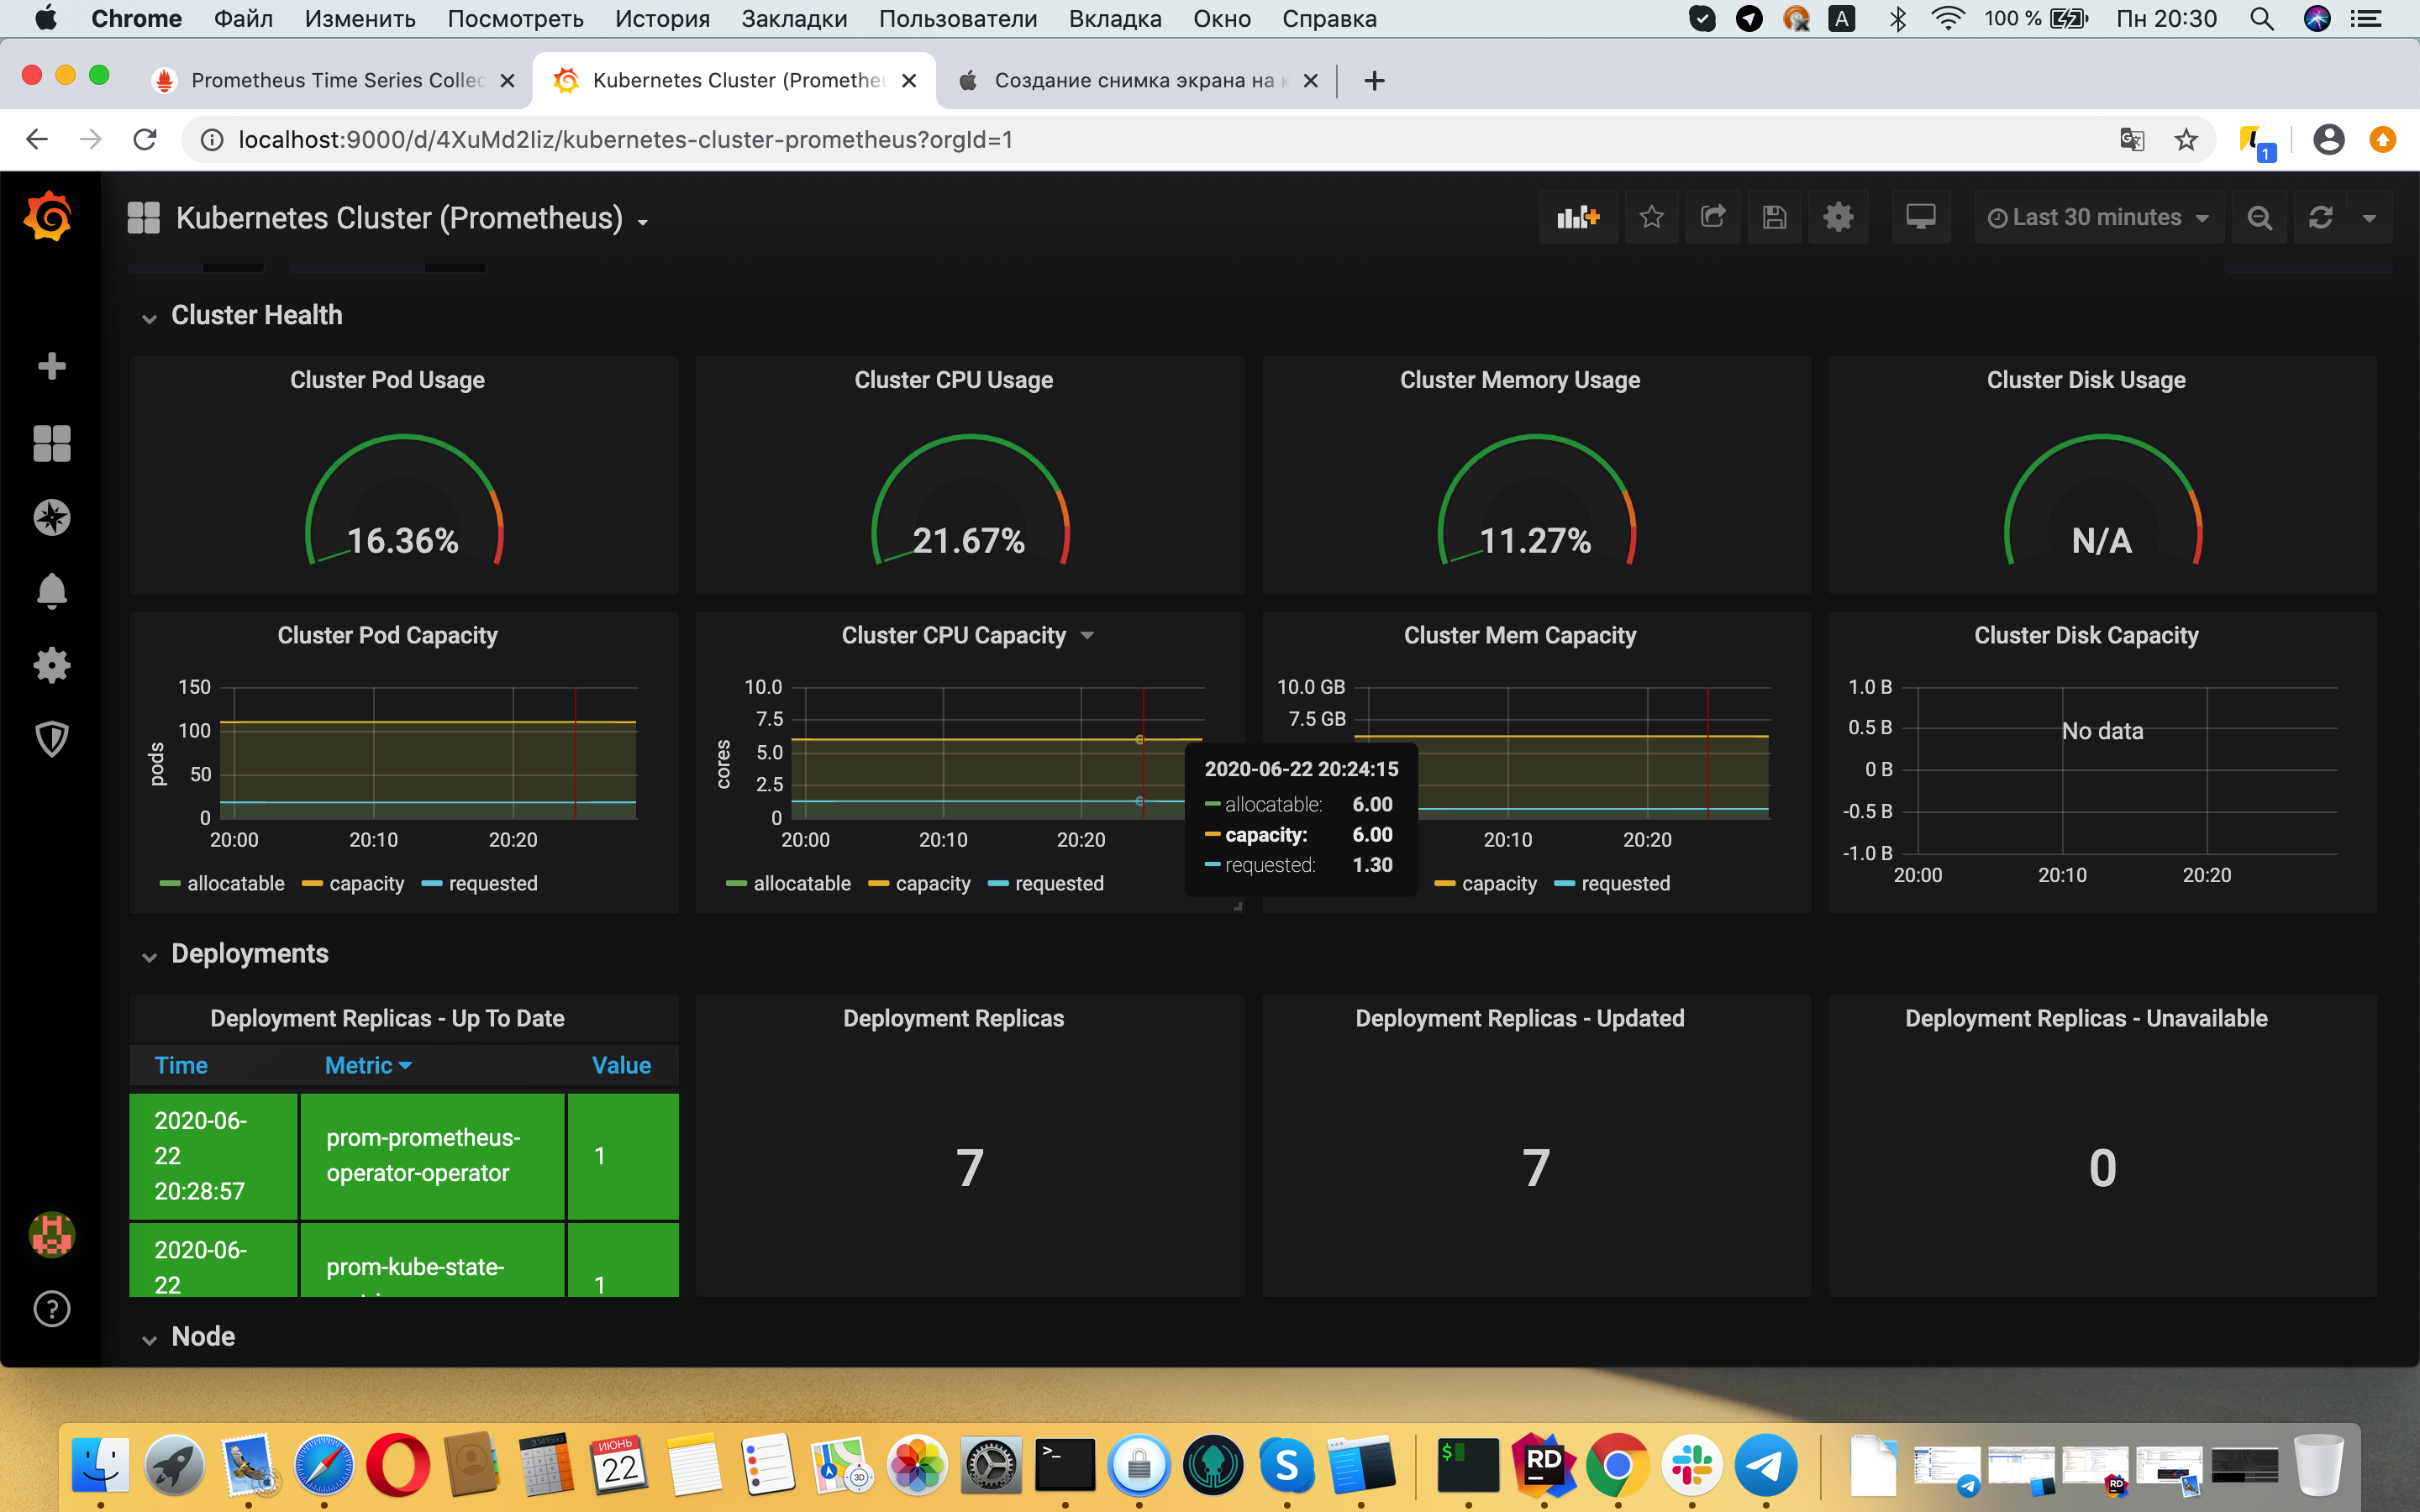 Chrome Файл Изменить Посмотреть История Закладки Пользователи Вкладка Окно Справка A 100 % Пн 20:30
Prometheus Time Series Collec Kubernetes Cluster (Promethe Создание снимка экрана на
localhost:9000/d/4XuMd2Iiz/kubernetes-cluster-prometheus?orgId=1 1
Kubernetes Cluster (Prometheus) Last 30 minutes
Cluster Health
Cluster Pod Usage Cluster CPU Usage Cluster Memory Usage Cluster Disk Usage
16.36% 21.67% 11.27% N/A
Cluster Pod Capacity
pods
150
100
50
0
20:00 20:10 20:20
allocatable capacity requested
Cluster CPU Capacity
cores
10.0
7.5
5.0
2.5
0
20:00 20:10 20:20
allocatable capacity requested
2020-06-22 20:24:15
allocatable: 6.00
capacity: 6.00
requested: 1.30
Cluster Mem Capacity
10.0 GB
7.5 GB
20:10 20:20
capacity requested
Cluster Disk Capacity
1.0 B
0.5 B
0 B
-0.5 B
-1.0 B
No data
20:00 20:10 20:20
Deployments
Deployment Replicas - Up To Date
Time Metric Value
2020-06-
22
20:28:57
prom-prometheus-
operator-operator
1
2020-06-
22
prom-kube-state-
1
Deployment Replicas
7
Deployment Replicas - Updated
7
Deployment Replicas - Unavailable
0
Node
ИЮНЬ
22
3D
>_
S
$
RD
RD